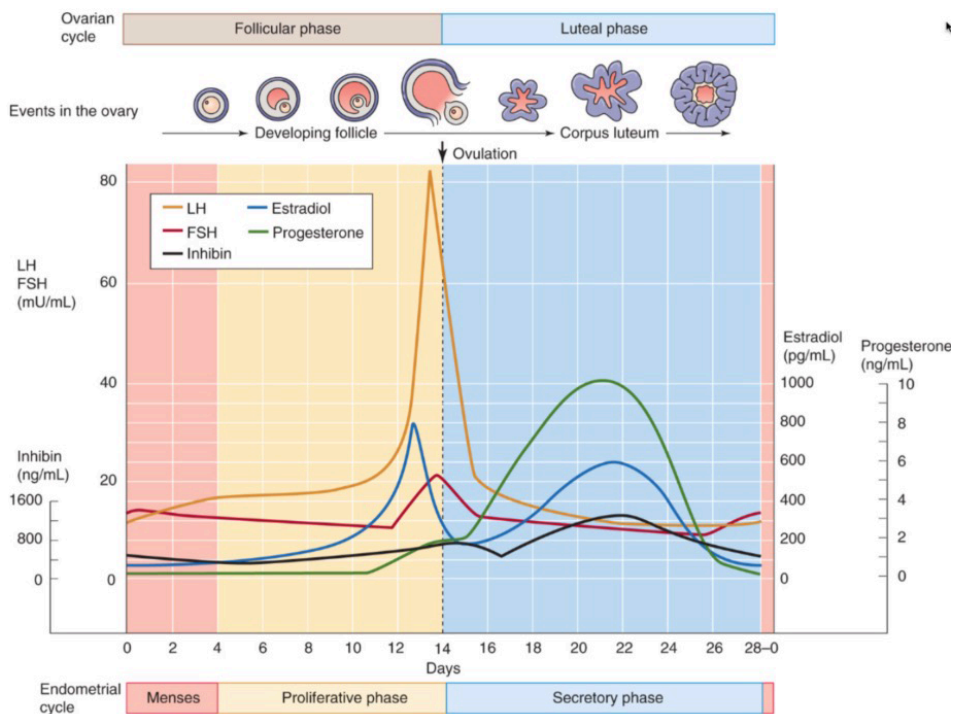 Ovarian
cycle
Follicular phase
Luteal phase
Events in the ovary
Developing follicle
Corpus luteum
Ovulation
80
60
40
20
0
LH
FSH
(mU/mL)
LH
Estradiol
FSH
Progesterone
Inhibin
Inhibin
(ng/mL)
1600
800
0
Estradiol
(pg/mL)
1000
800
600
400
200
0
Progesterone
(ng/mL)
10
8
6
4
2
0
0 2 4 6 8 10 12 14 16 18 20 22 24 26 28–0
Days
Endometrial
cycle
Menses
Proliferative phase
Secretory phase